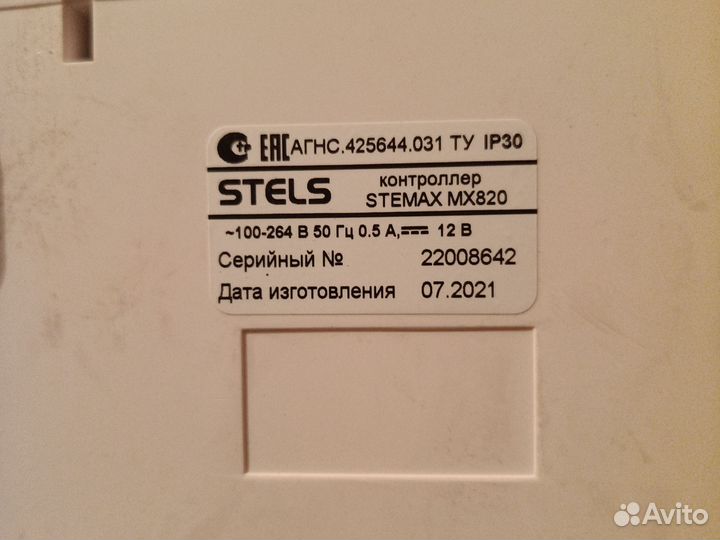 ЕАС АГНС.425644.031 ТУ IP30
STELS контроллер
STEMAX MX820
~100-264 В 50 Гц 0.5 А, 12 В
Серийный № 22008642
Дата изготовления 07.2021
Avito